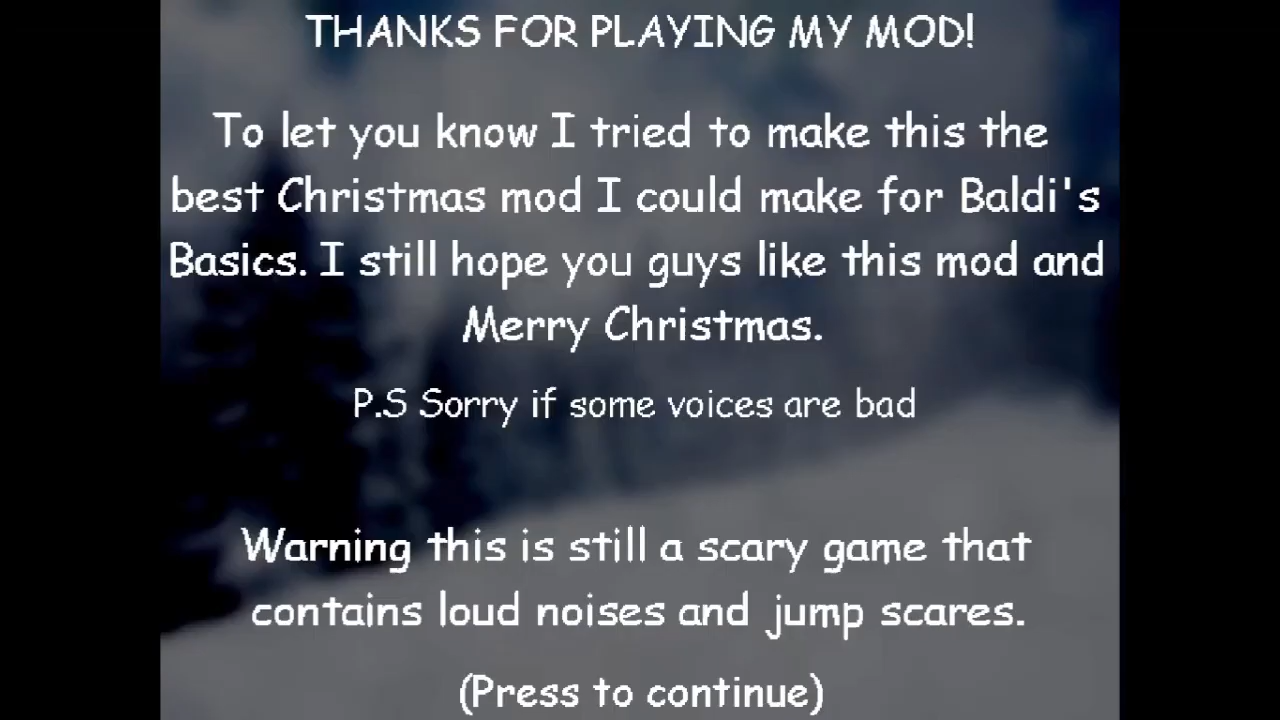 THANKS FOR PLAYING MY MOD!
To let you know I tried to make this the
best Christmas mod I could make for Baldi's
Basics. I still hope you guys like this mod and
Merry Christmas.
P.S Sorry if some voices are bad
Warning this is still a scary game that
contains loud noises and jump scares.
(Press to continue)